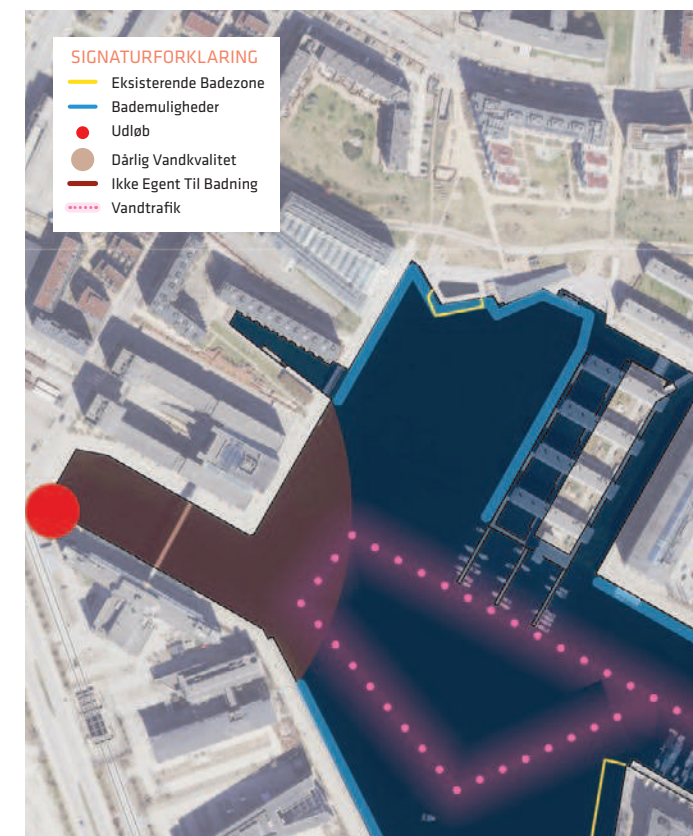 SIGNATURFORKLARING
Eksisterende Badezone
Bademuligheder
Udløb
Dårlig Vandkvalitet
Ikke Egent Til Badning
Vandtrafik